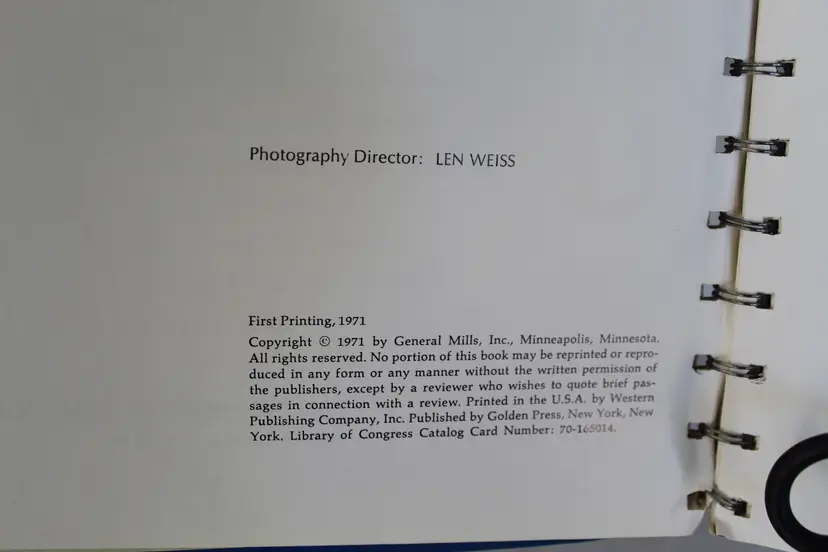 Photography Director: LEN WEISS
First Printing, 1971
Copyright © 1971 by General Mills, Inc., Minneapolis, Minnesota.
All rights reserved. No portion of this book may be reprinted or repro-
duced in any form or any manner without the written permission of
the publishers, except by a reviewer who wishes to quote brief pas-
sages in connection with a review. Printed in the U.S.A. by Western
Publishing Company, Inc. Published by Golden Press, New York, New
York. Library of Congress Catalog Card Number: 70-165014.